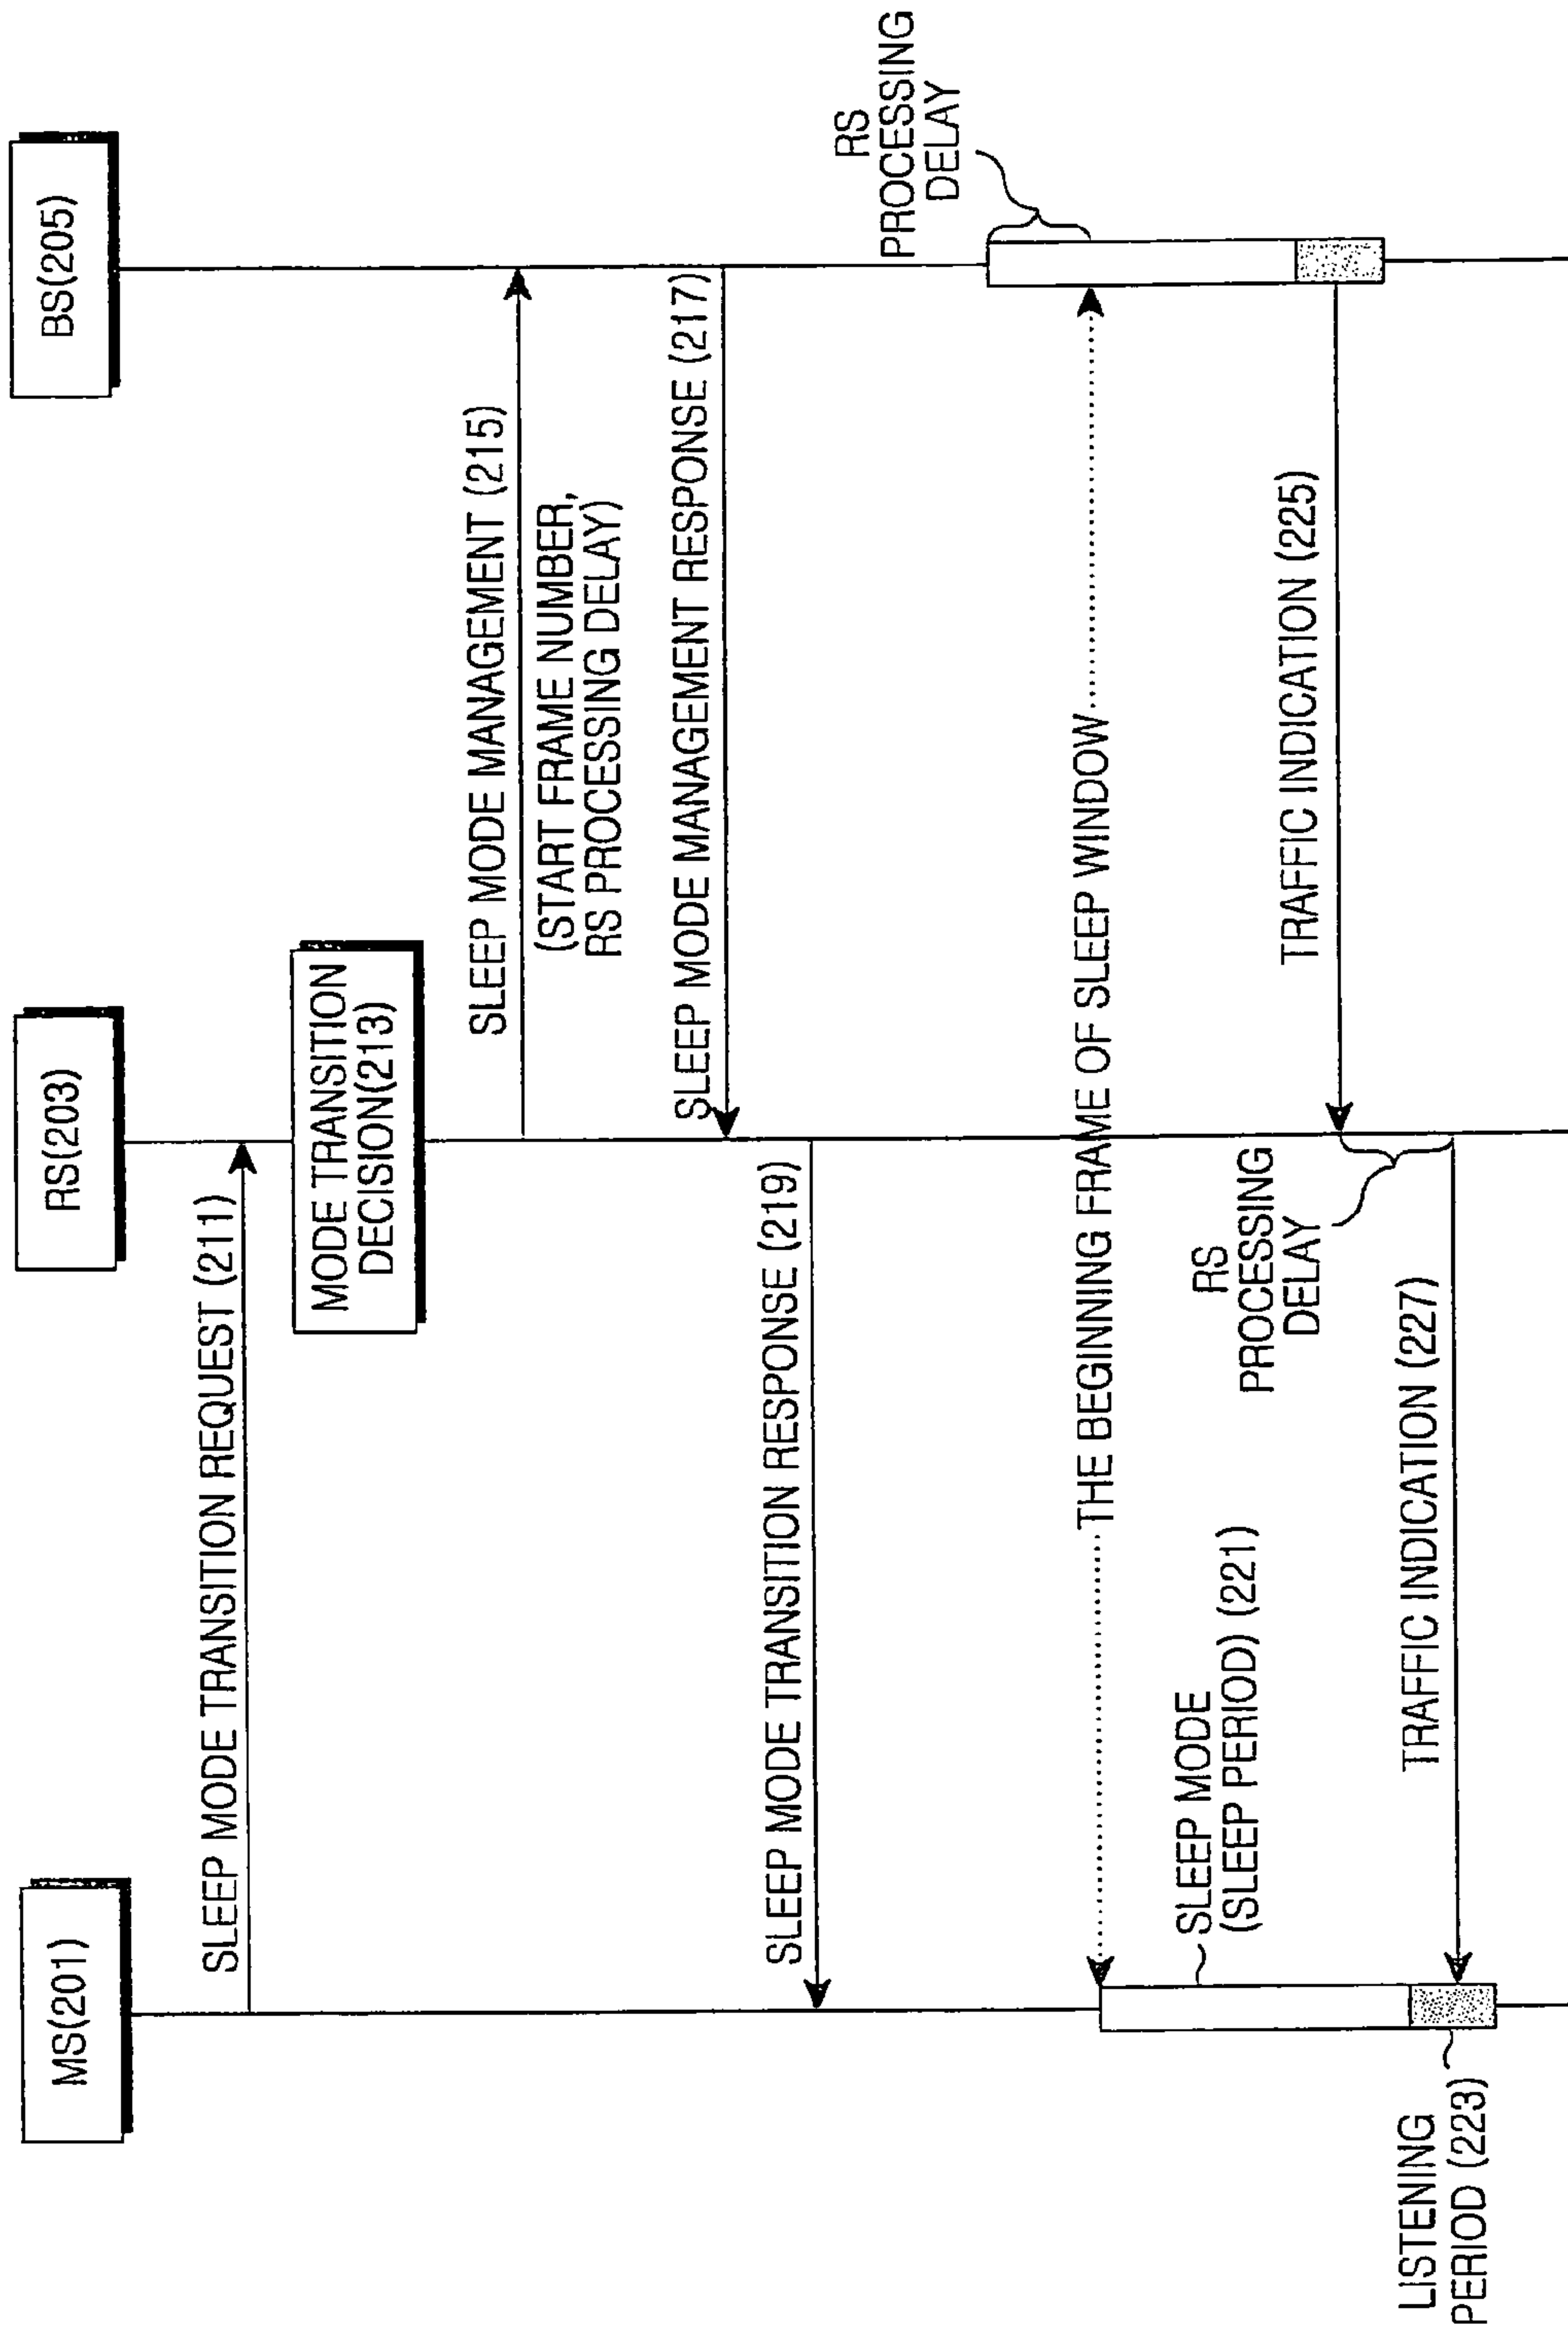 MS(201)
RS(203)
BS(205)
SLEEP MODE TRANSITION REQUEST (211)
MODE TRANSITION
DECISION(213)
SLEEP MODE MANAGEMENT (215)
(START FRAME NUMBER,
RS PROCESSING DELAY)
SLEEP MODE MANAGEMENT RESPONSE (217)
SLEEP MODE TRANSITION RESPONSE (219)
RS
PROCESSING
DELAY
THE BEGINNING FRAME OF SLEEP WINDOW
SLEEP MODE
(SLEEP PERIOD) (221)
TRAFFIC INDICATION (225)
RS
PROCESSING
DELAY
TRAFFIC INDICATION (227)
LISTENING
PERIOD (223)